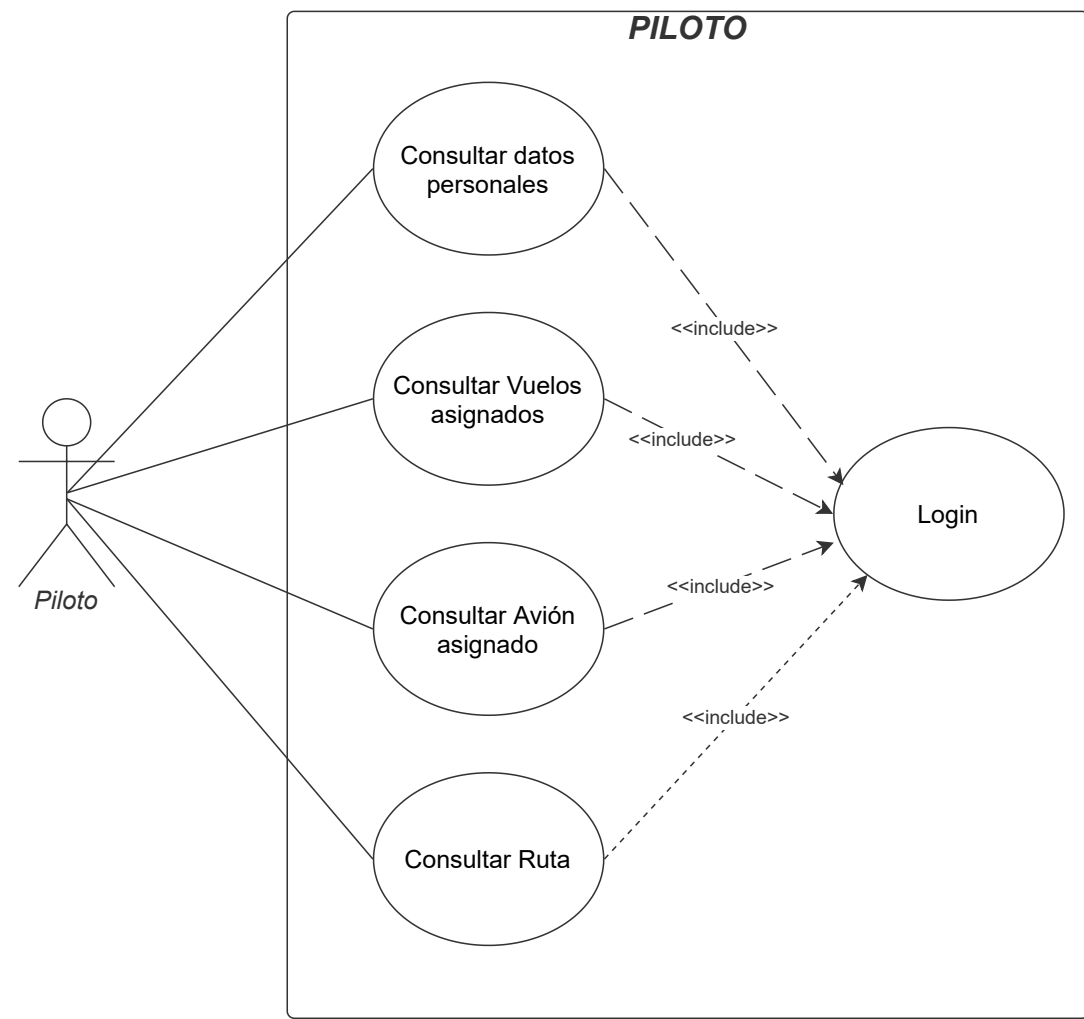 PILOTO
Consultar datos
personales
<<include>>
Consultar Vuelos
asignados
<<include>>
Login
<<include>>
Piloto
Consultar Avión
asignado
<<include>>
Consultar Ruta